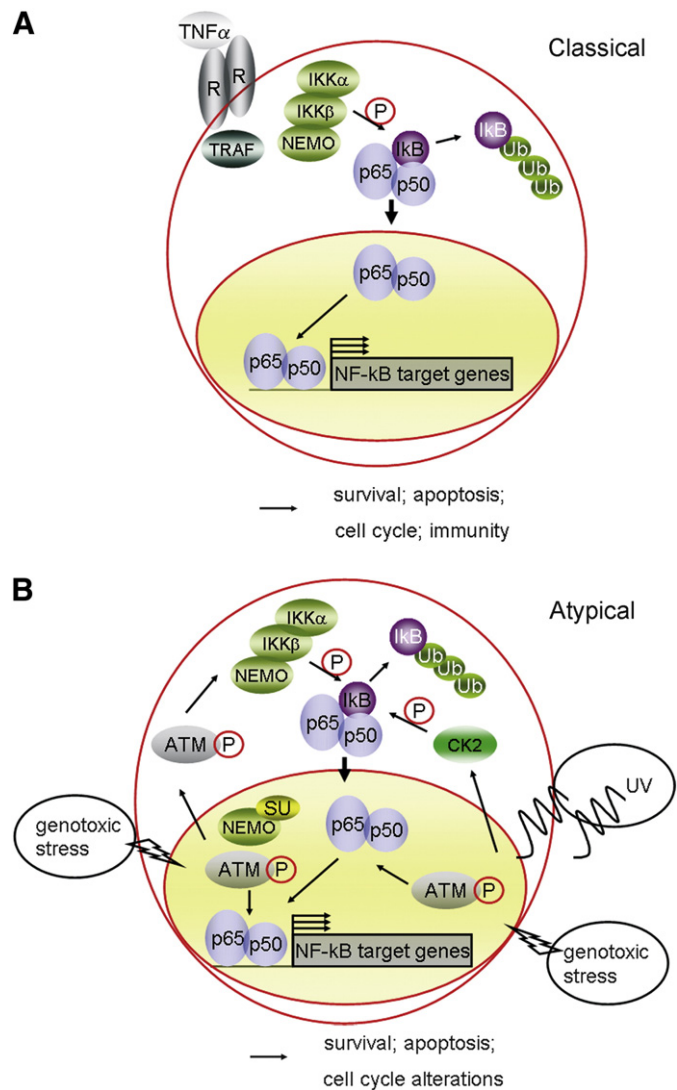 A
Classical
TNFα
R
R
TRAF
IKKα
IKKβ
NEMO
P
IkB
p65
p50
IkB
Ub
Ub
Ub
p65
p50
p65
p50
NF-kB target genes
survival; apoptosis;
cell cycle; immunity
B
Atypical
IKKα
IKKβ
NEMO
P
IkB
p65
p50
IkB
Ub
Ub
Ub
P
CK2
ATM
P
UV
genotoxic
stress
SU
NEMO
ATM
P
p65
p50
ATM
P
p65
p50
NF-kB target genes
genotoxic
stress
survival; apoptosis;
cell cycle alterations